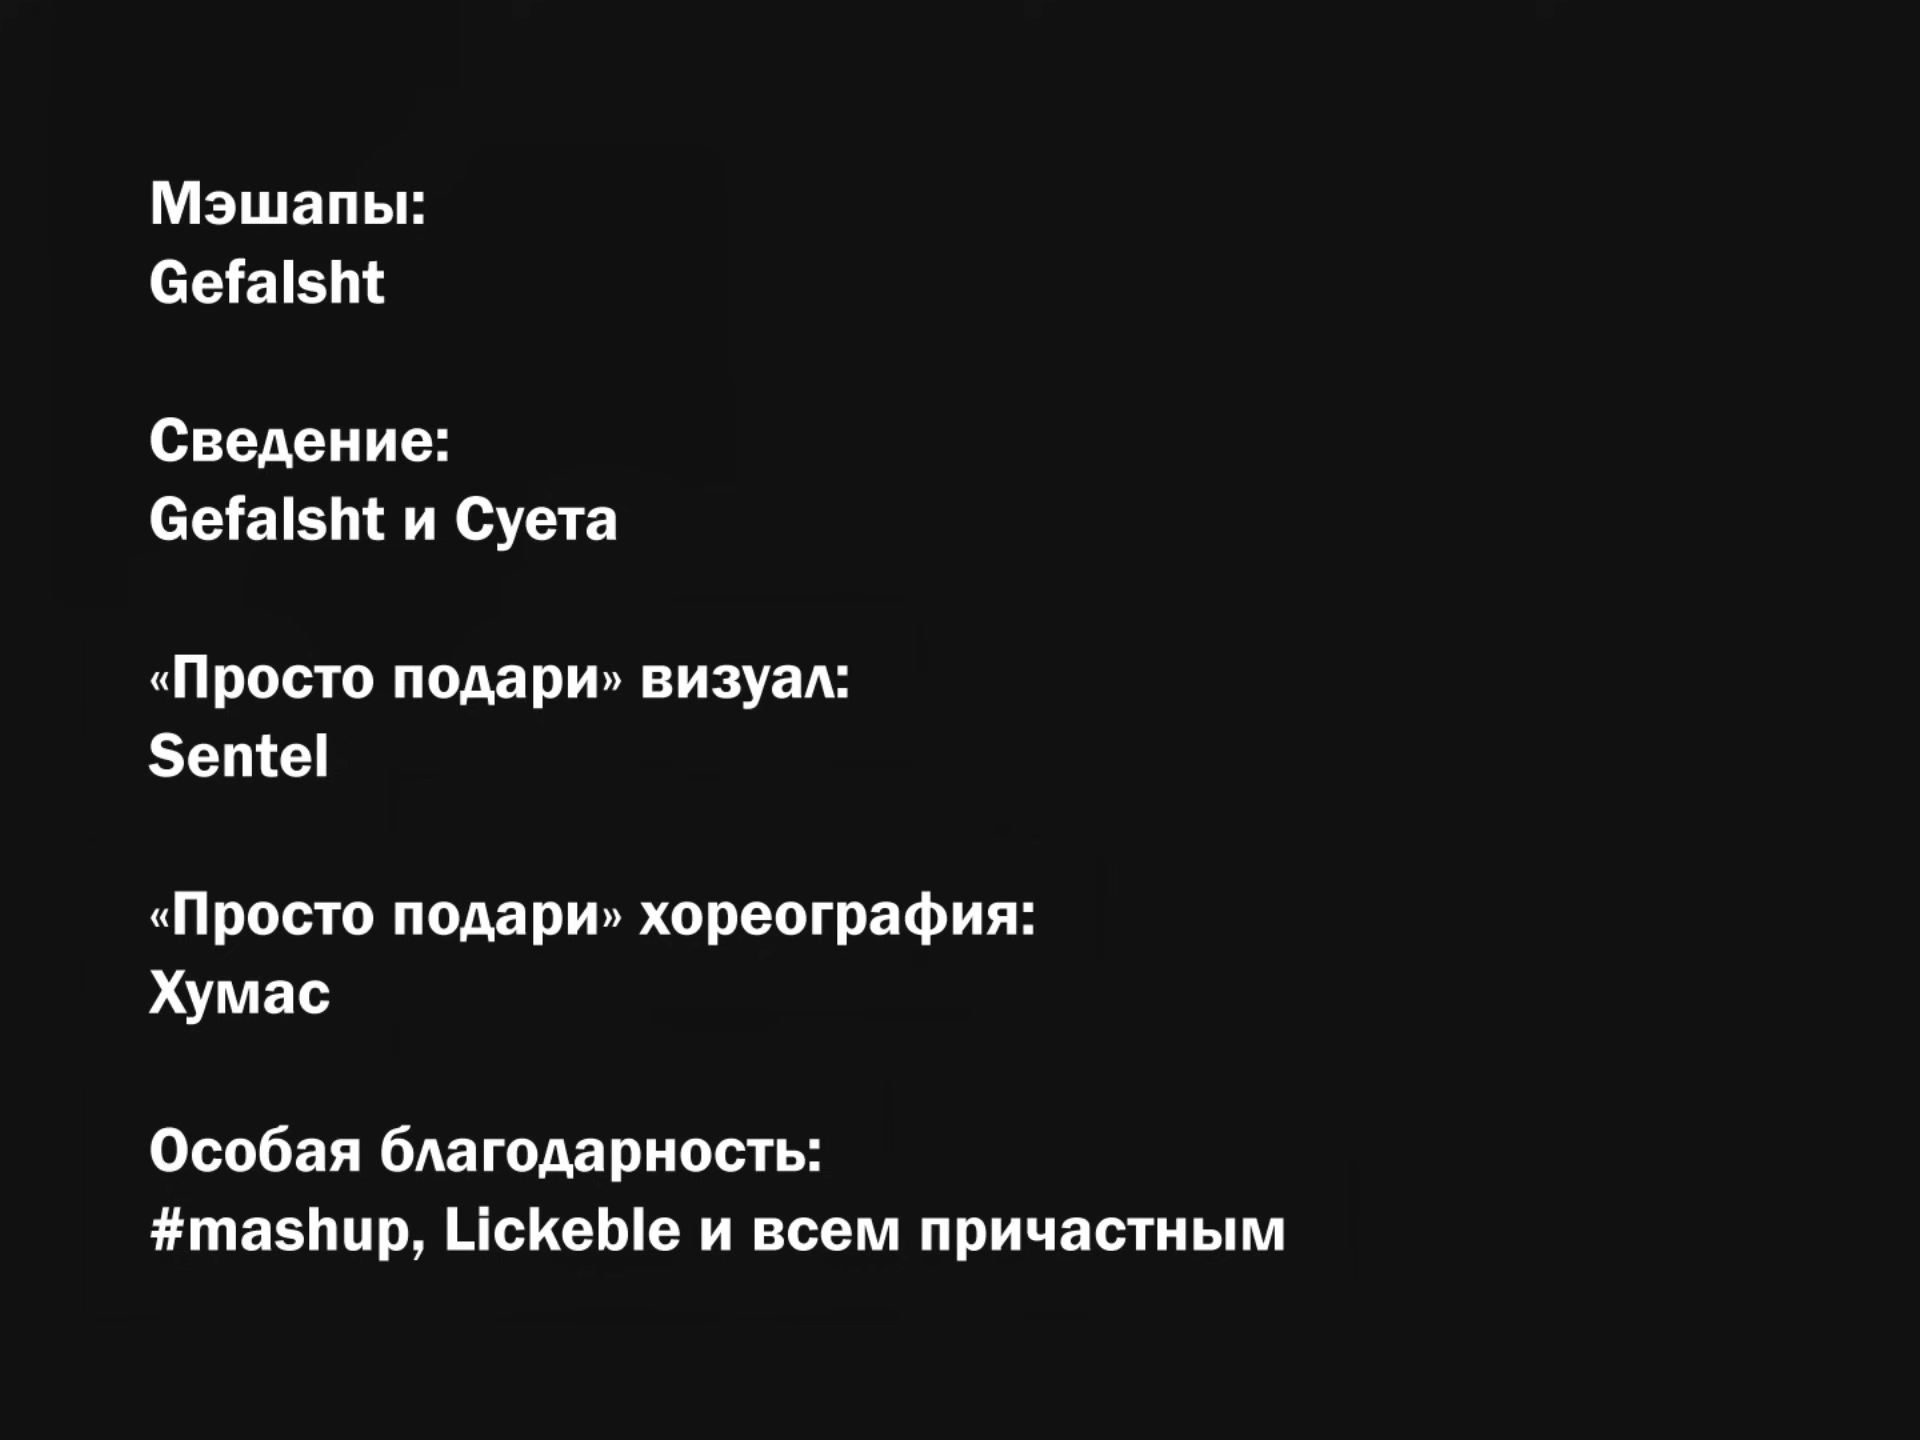 Мэшапы:
Gefalsht
Сведение:
Gefalsht и Суета
«Просто подари» визуал:
Sentel
«Просто подари» хореография:
Хумас
Особая благодарность:
#mashup, Lickeble и всем причастным